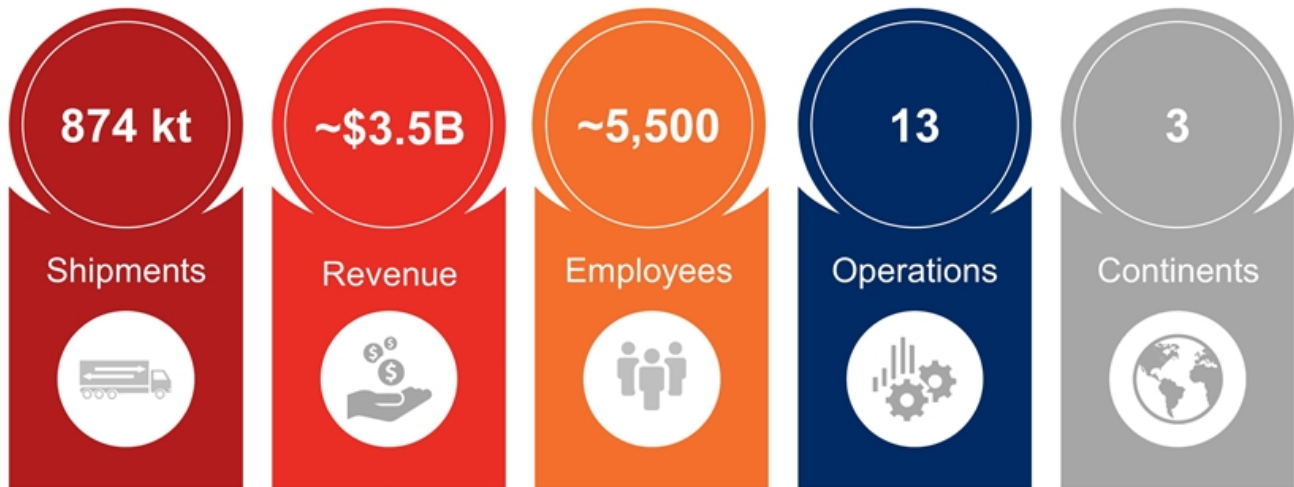 874 kt
Shipments
~$3.5B
Revenue
~5,500
Employees
13
Operations
3
Continents